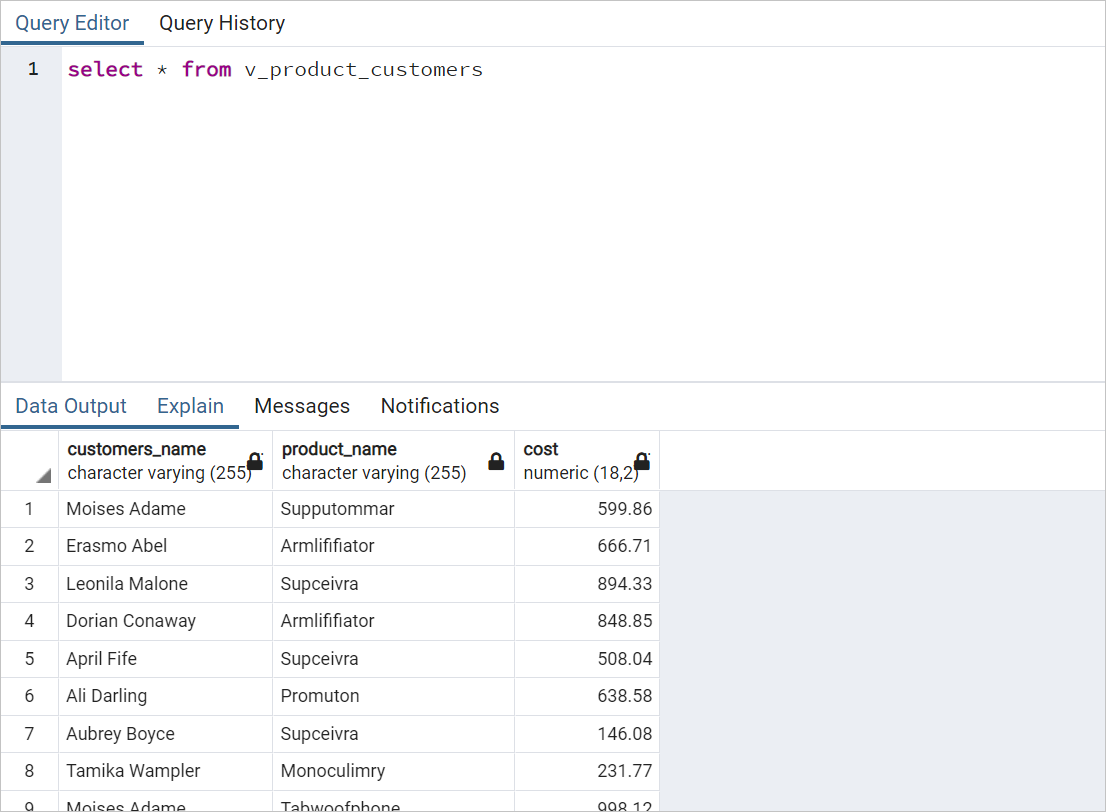 Query Editor Query History
1 select * from v_product_customers
Data Output Explain Messages Notifications
customers_name product_name cost
character varying (255) character varying (255) numeric (18,2)
1 Moises Adame Supputommar 599.86
2 Erasmo Abel Armlififiator 666.71
3 Leonila Malone Supceivra 894.33
4 Dorian Conaway Armlififiator 848.85
5 April Fife Supceivra 508.04
6 Ali Darling Promuton 638.58
7 Aubrey Boyce Supceivra 146.08
8 Tamika Wampler Monoculimry 231.77
9 Moises Adame Tabwoofphone 998.12